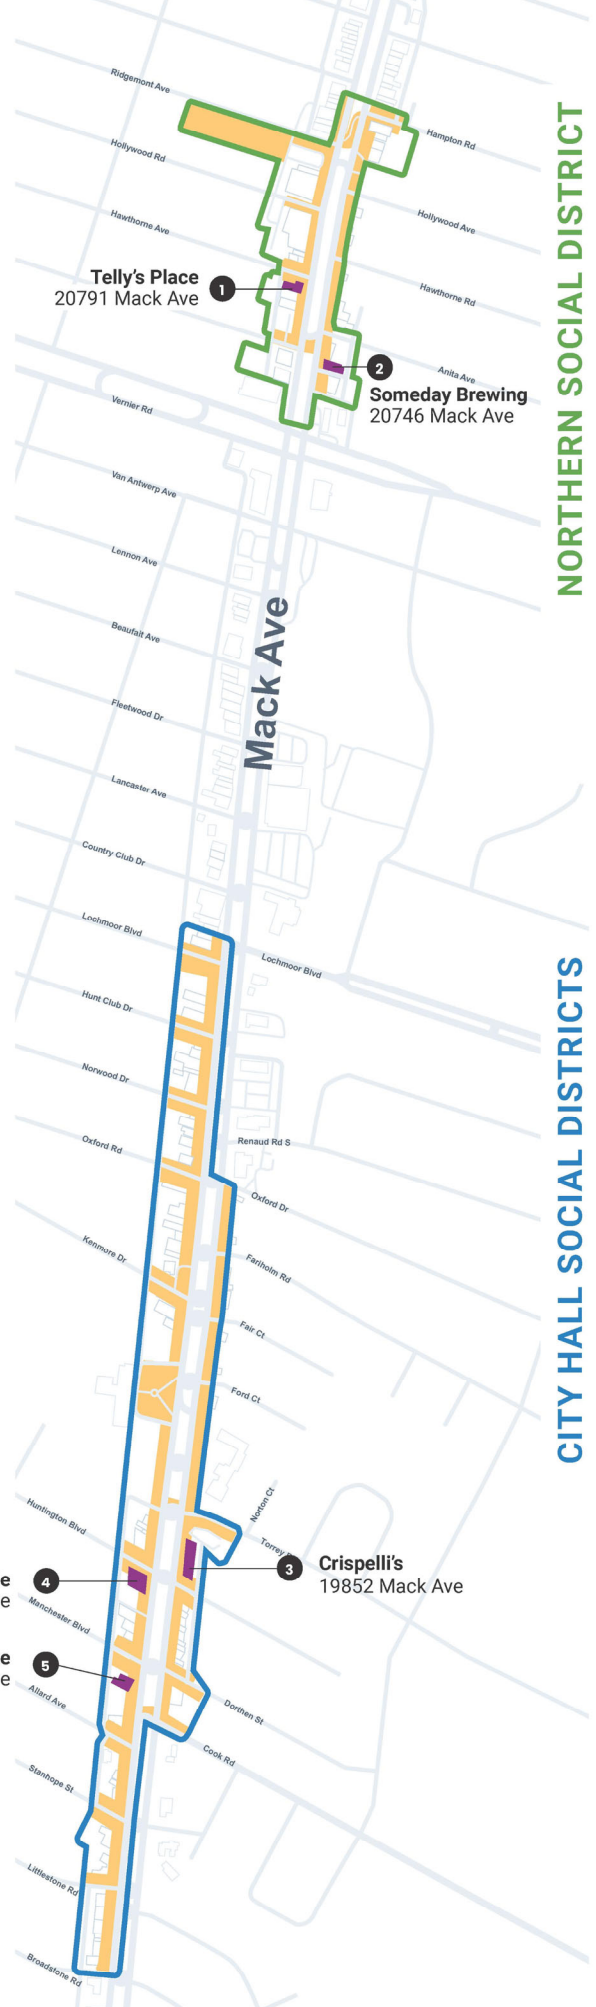 Ridgemont Ave
Hampton Rd
Hollywood Rd
Hollywood Ave
Hawthorne Ave
Telly's Place
20791 Mack Ave
1
Hawthorne Rd
2
Anita Ave
Someday Brewing
20746 Mack Ave
Vernier Rd
NORTHERN SOCIAL DISTRICT
Van Antwerp Ave
Lennon Ave
Beaufait Ave
Mack Ave
Fleetwood Dr
Lancaster Ave
Country Club Dr
Lochmoor Blvd
Lochmoor Blvd
Hunt Club Dr
Norwood Dr
Oxford Rd
Renaud Rd S
Oxford Dr
Kenmore Dr
Fariholm Rd
Fair Ct
Ford Ct
CITY HALL SOCIAL DISTRICTS
Norton Ct
Huntington Blvd
Torrey
3
Crispelli's
19852 Mack Ave
e
e
4
Manchester Blvd
e
e
5
Allard Ave
Dorthen St
Cook Rd
Stanhope St
Littlestone Rd
Broadstone Rd